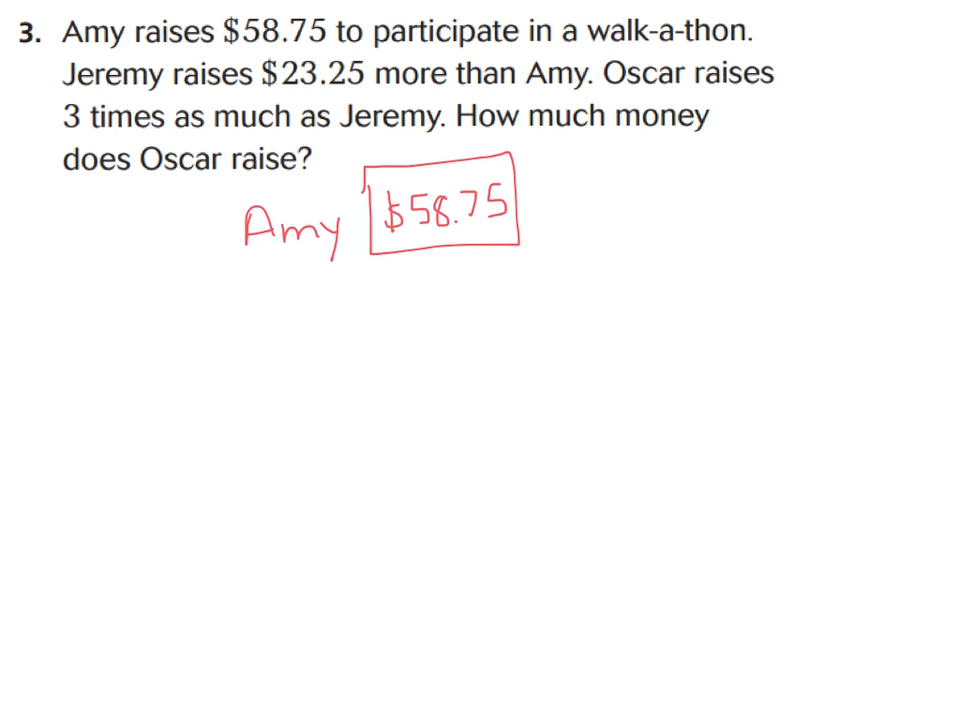 3. Amy raises $58.75 to participate in a walk-a-thon.
Jeremy raises $23.25 more than Amy. Oscar raises
3 times as much as Jeremy. How much money
does Oscar raise?
Amy $58.75